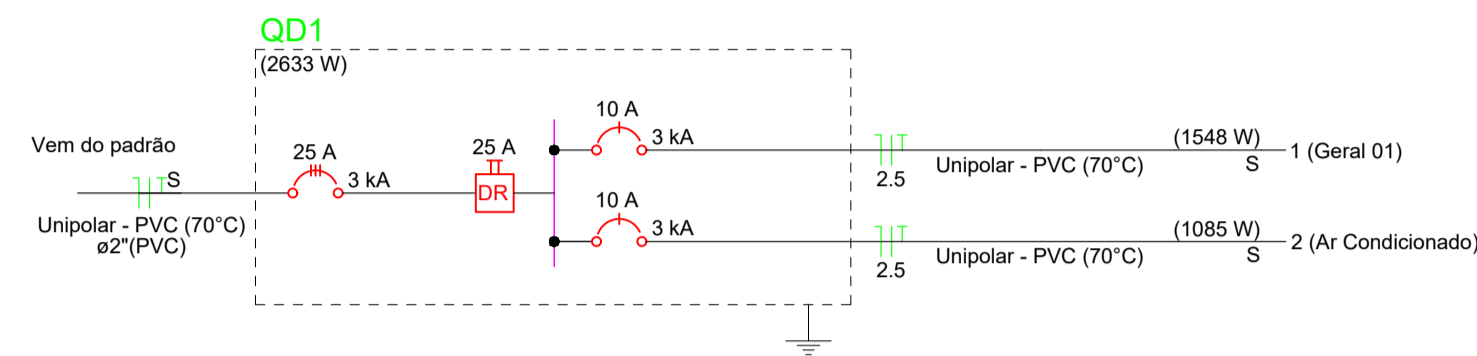 QD1
(2633 W)
Vem do padrão
S
Unipolar - PVC (70°C)
ø2"(PVC)
25 A
3 kA
25 A
DR
10 A
3 kA
2.5
Unipolar - PVC (70°C)
(1548 W)
S
1 (Geral 01)
10 A
3 kA
2.5
Unipolar - PVC (70°C)
(1085 W)
S
2 (Ar Condicionado)